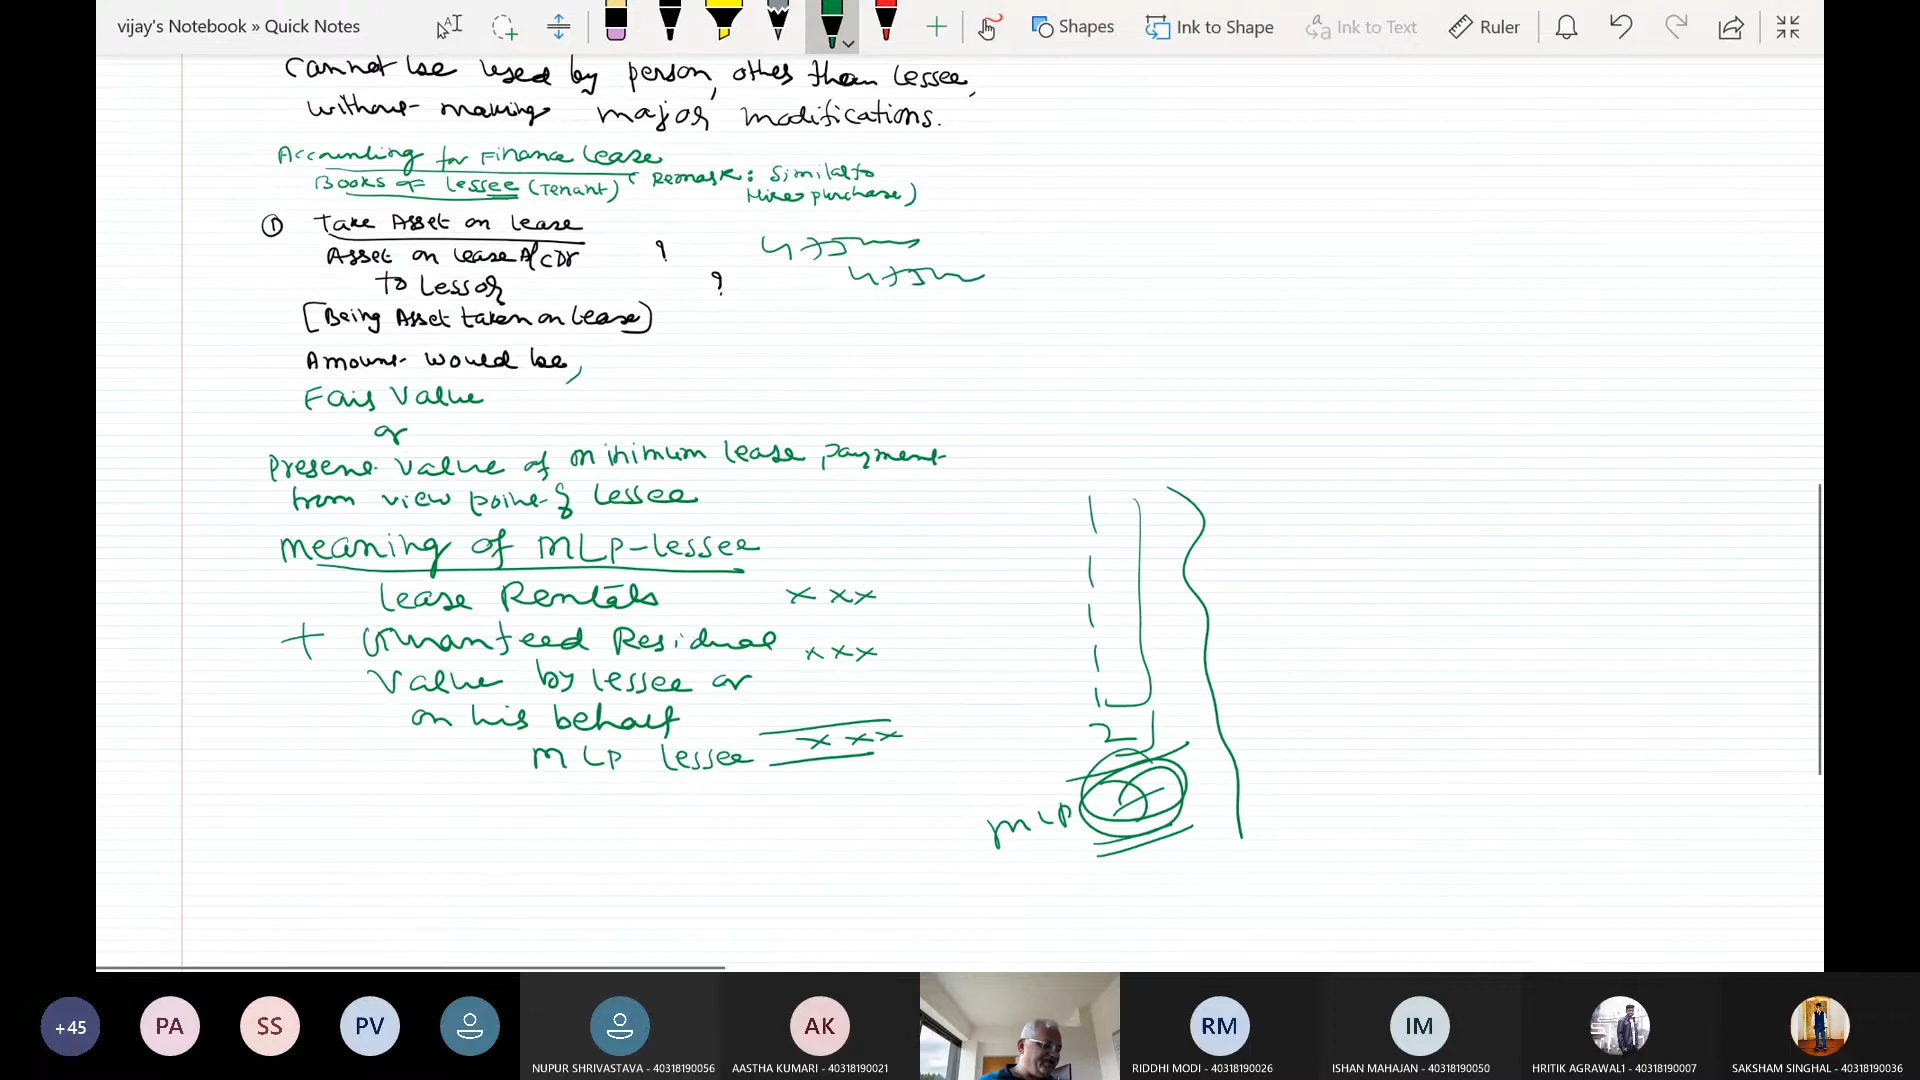 vijay's Notebook » Quick Notes
Shapes
Ink to Shape
Ink to Text
Ruler
cannot be used by person, other than lessee,
without making major modifications.
Accounting for Finance lease
Books of lessee (Tenant) (Remark: Similar to
Hire purchase)
① Take Asset on lease
Asset on lease A/c Dr ?
To Lessor ?
[Being Asset taken on lease]
Amount would be,
Fair Value
or
Present value of minimum lease payment
from view point of lessee
meaning of MLP-lessee
lease Rentals x xx
+ Guranteed Residual xxx
Value by lessee or
on his behalf
MLP lessee x xx
1
1
1
1
1
2
MLP
+45
PA
SS
PV
AK
RM
IM
NUPUR SHRIVASTAVA - 40318190056
AASTHA KUMARI - 40318190021
RIDDHI MODI - 40318190026
ISHAN MAHAJAN - 40318190050
HRITIK AGRAWAL1 - 40318190007
SAKSHAM SINGHAL - 40318190036